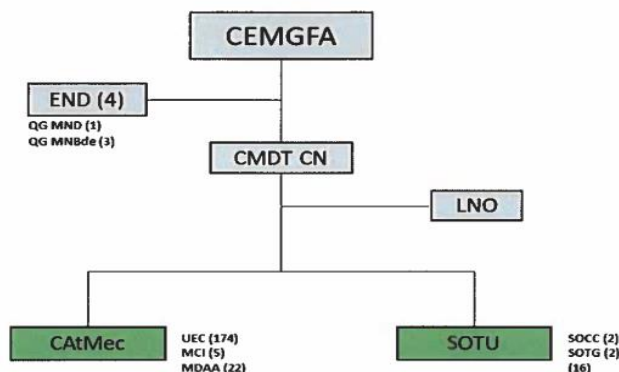 CEMGFA
END (4)
QG MND (1)
QG MNBde (3)
CMDT CN
LNO
CAtMec
UEC (174)
MCI (5)
MDAA (22)
SOTU
SOCC (2)
SOTG (2)
(16)